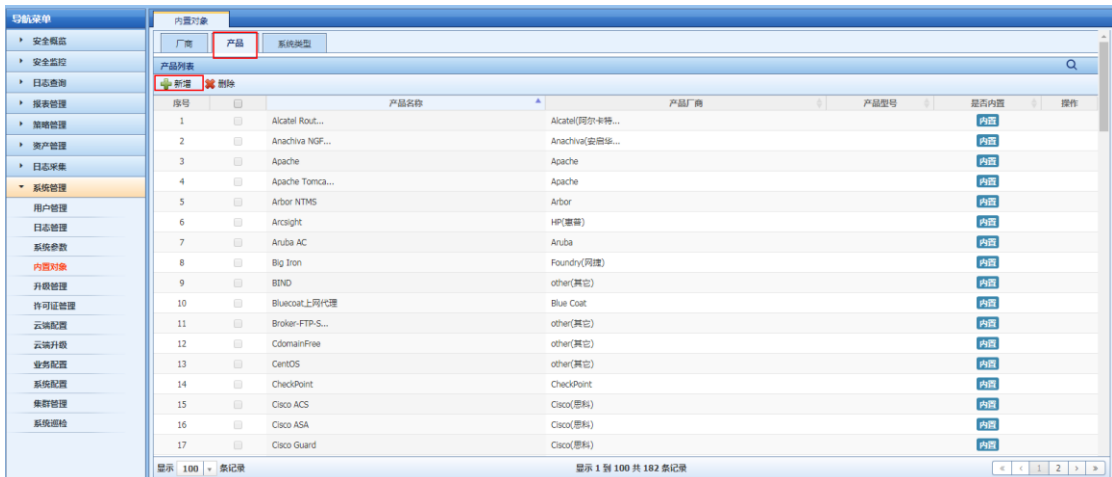 导航菜单
安全概览
安全监控
日志查询
报表管理
策略管理
资产管理
日志采集
系统管理
用户管理
日志管理
系统参数
内置对象
升级管理
许可证管理
云端配置
云端升级
业务配置
系统配置
集群管理
系统巡检
内置对象
厂商 产品 系统类型
产品列表
新增 删除
序号 产品名称 产品厂商 产品型号 是否内置 操作
1 Alcatel Rout... Alcatel(阿尔卡特... 内置
2 Anachiva NGF... Anachiva(安启华... 内置
3 Apache Apache 内置
4 Apache Tomca... Apache 内置
5 Arbor NTMS Arbor 内置
6 Arcsight HP(惠普) 内置
7 Aruba AC Aruba 内置
8 Big Iron Foundry(网捷) 内置
9 BIND other(其它) 内置
10 Bluecoat上网代理 Blue Coat 内置
11 Broker-FTP-S... other(其它) 内置
12 CdomainFree other(其它) 内置
13 CentOS other(其它) 内置
14 CheckPoint CheckPoint 内置
15 Cisco ACS Cisco(思科) 内置
16 Cisco ASA Cisco(思科) 内置
17 Cisco Guard Cisco(思科) 内置
显示 100 条记录 显示 1 到 100 共 182 条记录 « ‹ 1 2 › »